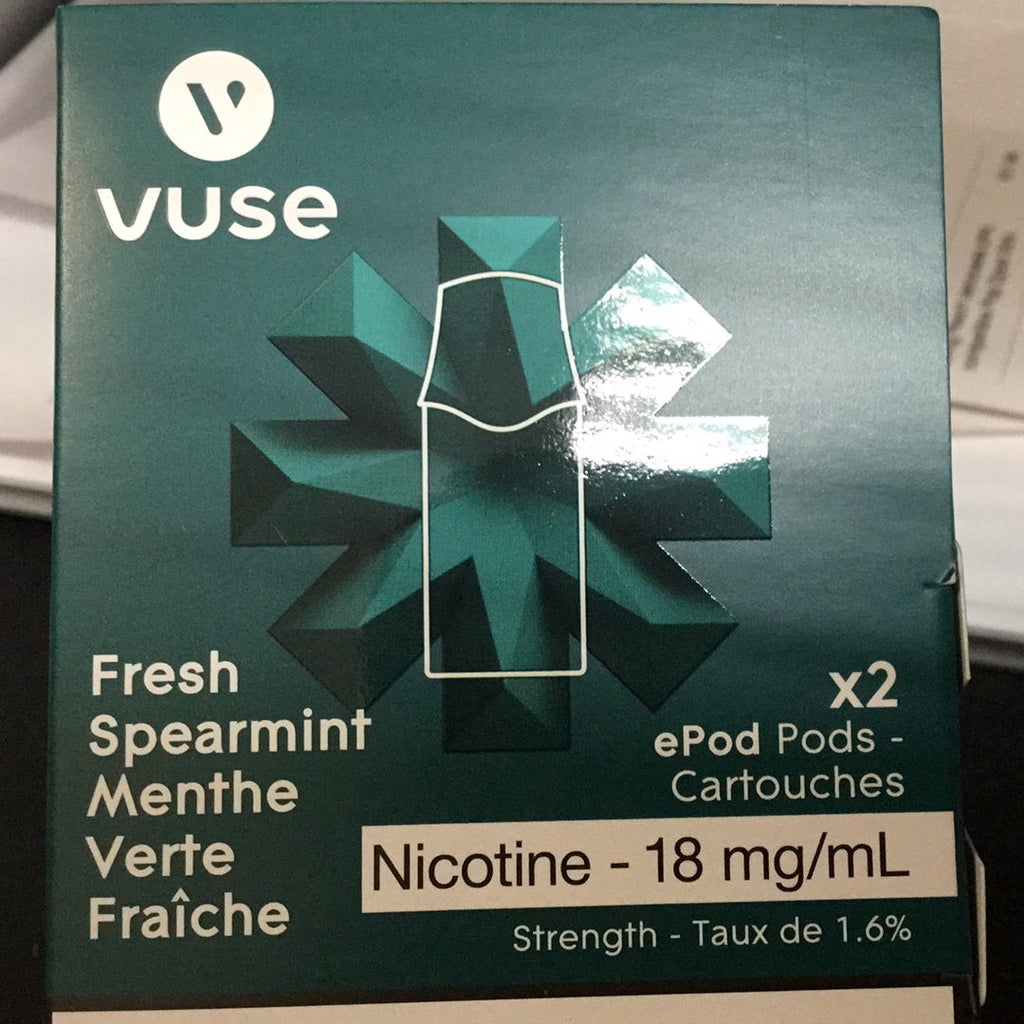 vuse
Fresh
Spearmint
Menthe
Verte
Fraîche
x2
ePod Pods -
Cartouches
Nicotine - 18 mg/mL
Strength - Taux de 1.6%